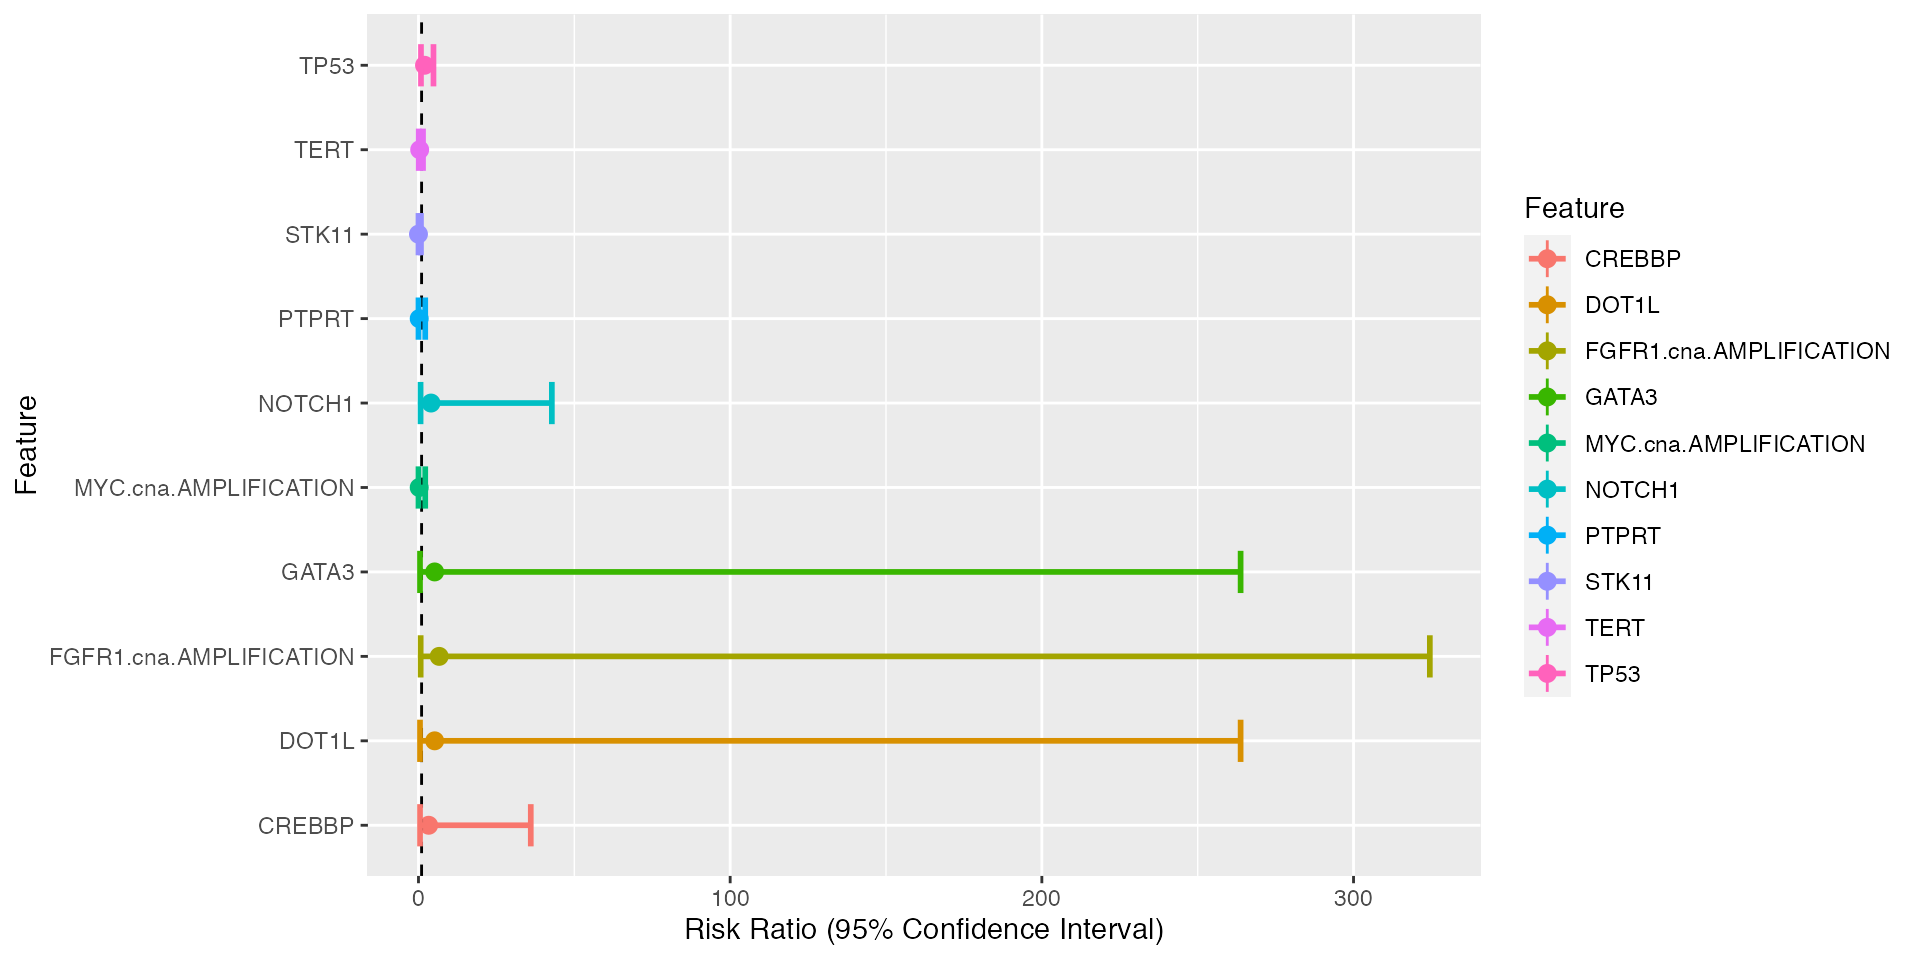 TP53
TERT
STK11
PTPRT
NOTCH1
MYC.cna.AMPLIFICATION
GATA3
FGFR1.cna.AMPLIFICATION
DOT1L
CREBBP
Feature
0 100 200 300
Risk Ratio (95% Confidence Interval)
Feature
CREBBP
DOT1L
FGFR1.cna.AMPLIFICATION
GATA3
MYC.cna.AMPLIFICATION
NOTCH1
PTPRT
STK11
TERT
TP53